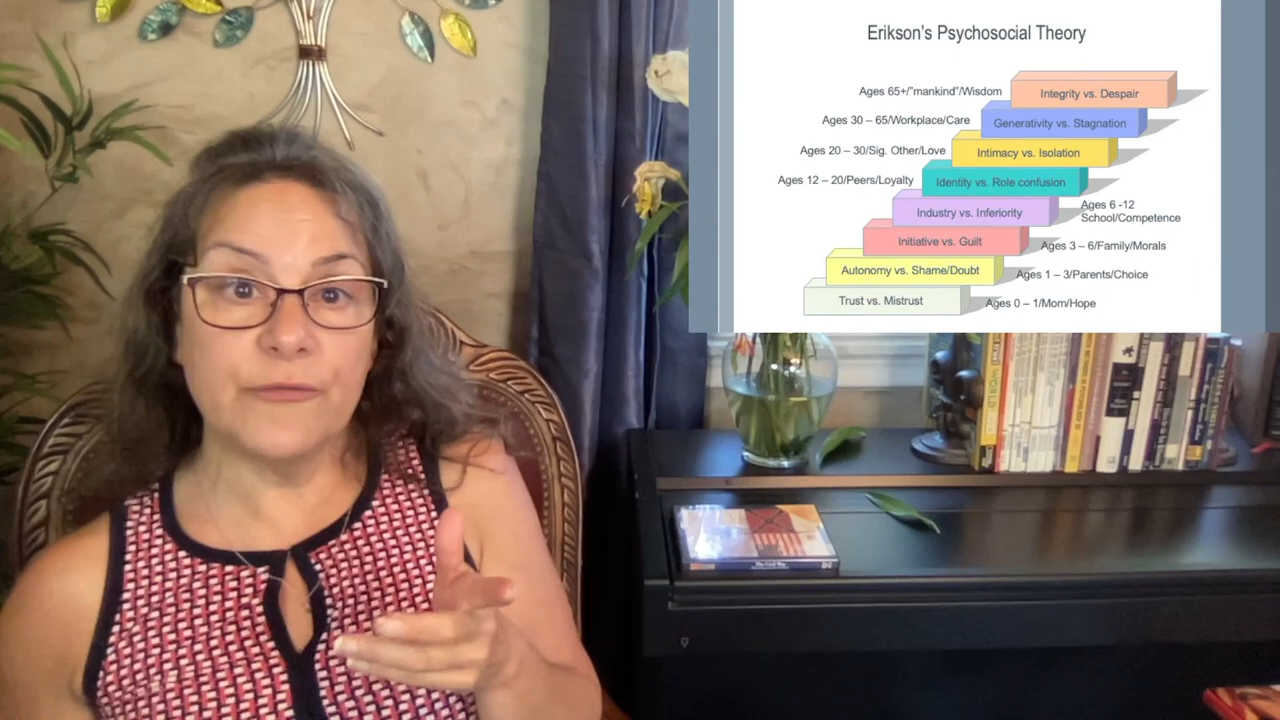 Erikson's Psychosocial Theory
Ages 65+/"mankind"/Wisdom
Integrity vs. Despair
Ages 30 – 65/Workplace/Care
Generativity vs. Stagnation
Ages 20 – 30/Sig. Other/Love
Intimacy vs. Isolation
Ages 12 – 20/Peers/Loyalty
Identity vs. Role confusion
Industry vs. Inferiority
Ages 6 -12
School/Competence
Initiative vs. Guilt
Ages 3 – 6/Family/Morals
Autonomy vs. Shame/Doubt
Ages 1 – 3/Parents/Choice
Trust vs. Mistrust
Ages 0 – 1/Mom/Hope
The Civil War